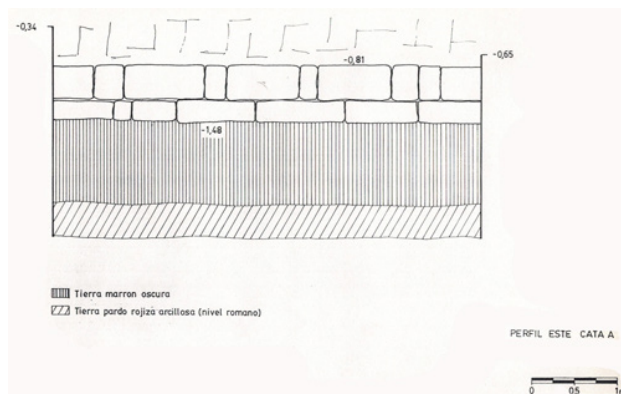 -0,34
-0,65
-0,81
-1,48
Tierra marron oscura
Tierra pardo rojiza arcillosa (nivel romano)
PERFIL ESTE CATA A
0 0,5